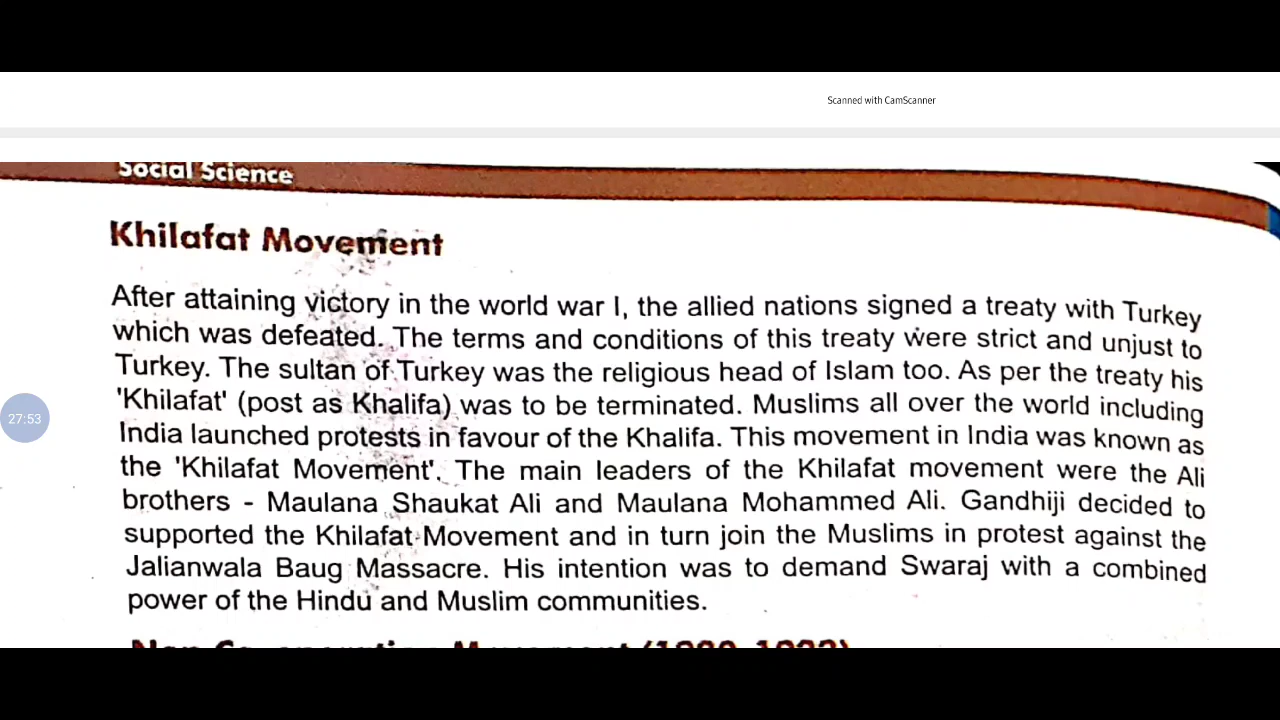 Scanned with CamScanner
Social Science
Khilafat Movement
After attaining victory in the world war I, the allied nations signed a treaty with Turkey
which was defeated. The terms and conditions of this treaty were strict and unjust to
Turkey. The sultan of Turkey was the religious head of Islam too. As per the treaty his
'Khilafat' (post as Khalifa) was to be terminated. Muslims all over the world including
27:53
India launched protests in favour of the Khalifa. This movement in India was known as
the 'Khilafat Movement'. The main leaders of the Khilafat movement were the Ali
brothers - Maulana Shaukat Ali and Maulana Mohammed Ali. Gandhiji decided to
supported the Khilafat Movement and in turn join the Muslims in protest against the
Jalianwala Baug Massacre. His intention was to demand Swaraj with a combined
power of the Hindu and Muslim communities.
Non Co-operation Movement (1920-1922)